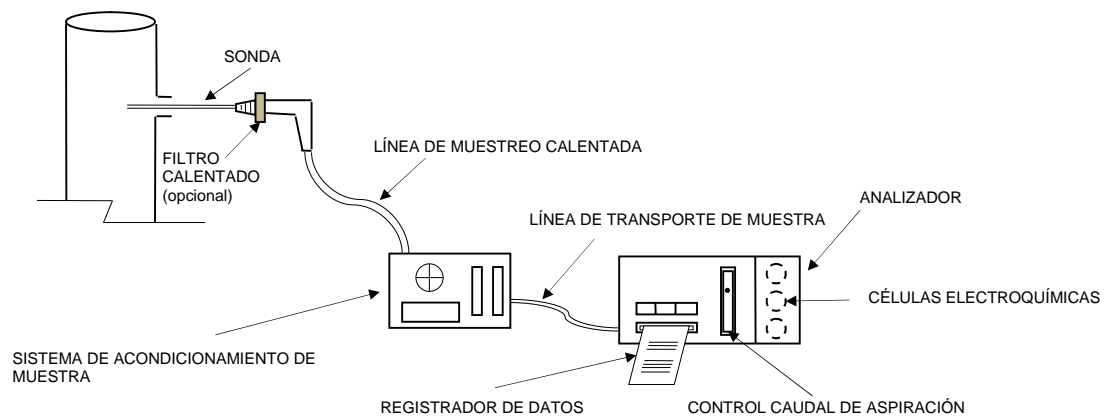 SONDA
FILTRO
CALENTADO
(opcional)
LÍNEA DE MUESTREO CALENTADA
LÍNEA DE TRANSPORTE DE MUESTRA
ANALIZADOR
CÉLULAS ELECTROQUÍMICAS
SISTEMA DE ACONDICIONAMIENTO DE
MUESTRA
REGISTRADOR DE DATOS
CONTROL CAUDAL DE ASPIRACIÓN